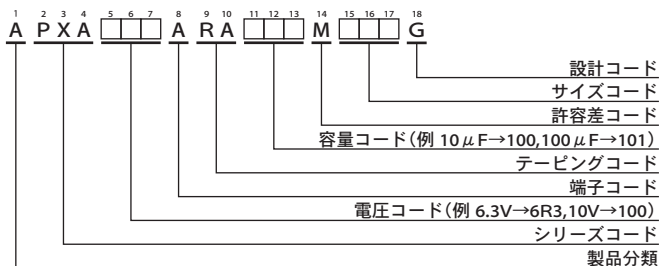 1 2 3 4 5 6 7 8 9 10 11 12 13 14 15 16 17 18
A P X A A R A M G
設計コード
サイズコード
許容差コード
容量コード(例 10μF→100,100μF→101)
テーピングコード
端子コード
電圧コード(例 6.3V→6R3,10V→100)
シリーズコード
製品分類